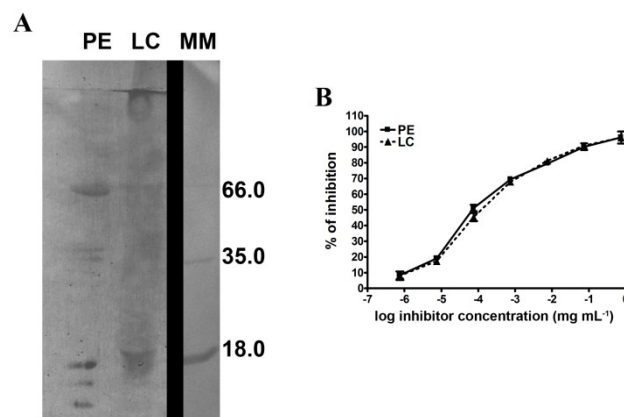 A
PE LC MM
66.0
35.0
18.0
B
PE
LC
110
100
90
80
70
60
50
40
30
20
10
0
% of inhibition
-7 -6 -5 -4 -3 -2 -1 0
log inhibitor concentration (mg mL⁻¹)